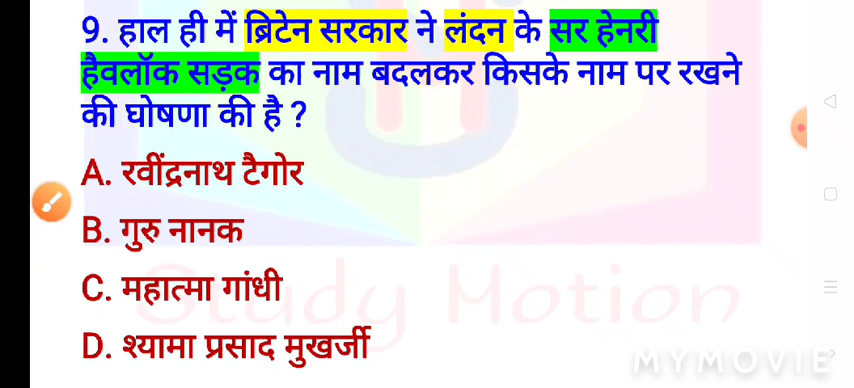 9. हाल ही में ब्रिटेन सरकार ने लंदन के सर हेनरी
हैवलॉक सड़क का नाम बदलकर किसके नाम पर रखने
की घोषणा की है ?
A. रवींद्रनाथ टैगोर
B. गुरु नानक
C. महात्मा गांधी
D. श्यामा प्रसाद मुखर्जी
Study Motion
MYMOVIE